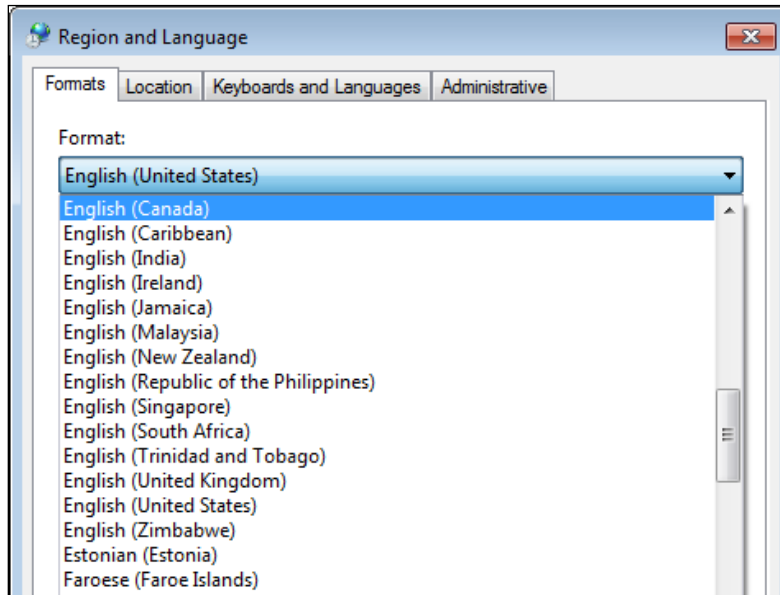 Region and Language
Formats Location Keyboards and Languages Administrative
Format:
English (United States)
English (Canada)
English (Caribbean)
English (India)
English (Ireland)
English (Jamaica)
English (Malaysia)
English (New Zealand)
English (Republic of the Philippines)
English (Singapore)
English (South Africa)
English (Trinidad and Tobago)
English (United Kingdom)
English (United States)
English (Zimbabwe)
Estonian (Estonia)
Faroese (Faroe Islands)